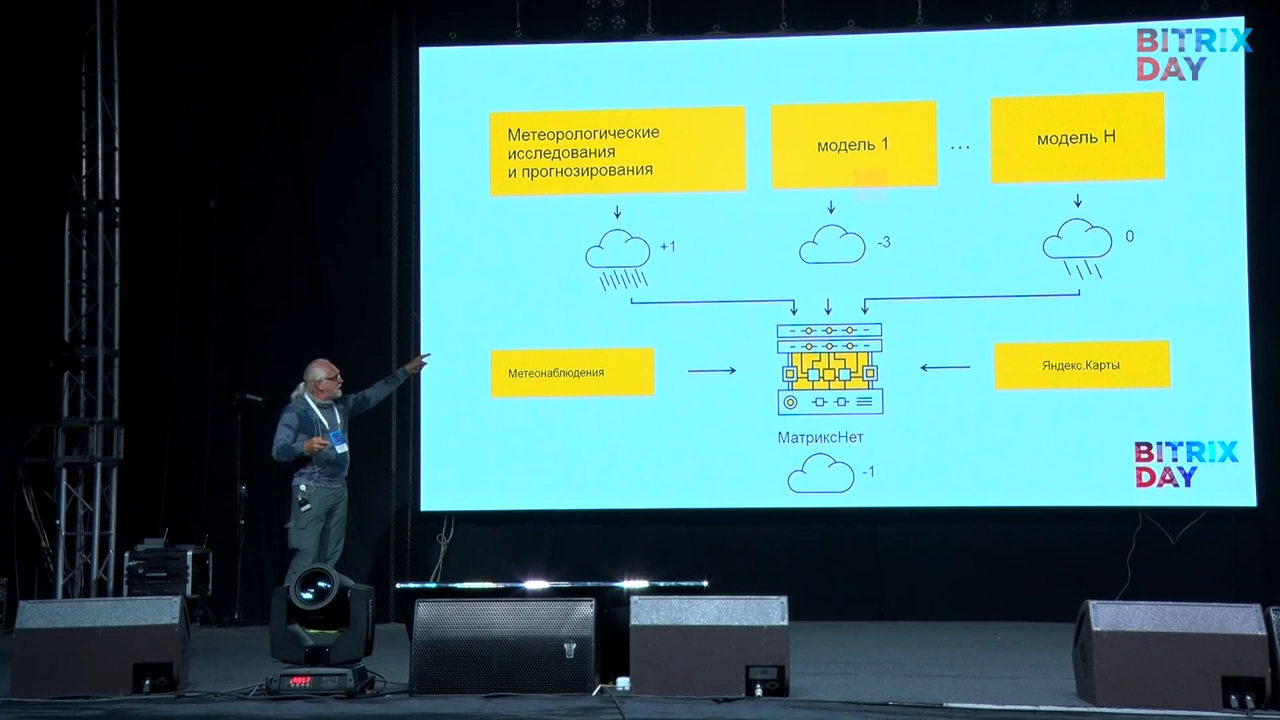 BITRIX
DAY
Метеорологические
исследования
и прогнозирования
модель 1
...
модель Н
+1
-3
0
Метеонаблюдения
Яндекс.Карты
МатриксНет
-1
BITRIX
DAY